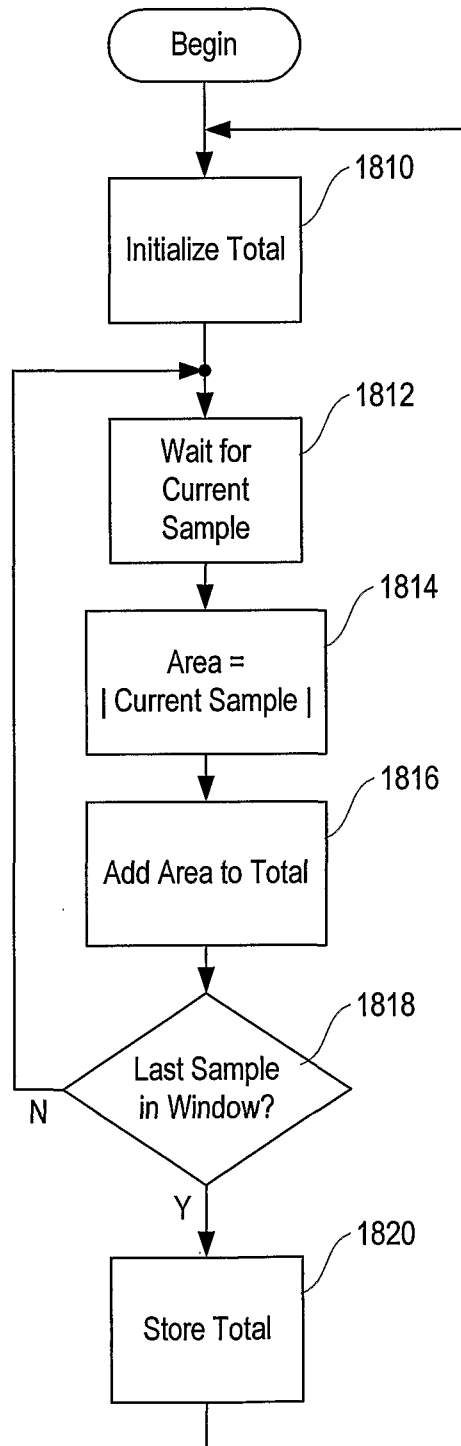 Begin
1810
Initialize Total
1812
Wait for
Current
Sample
1814
Area =
| Current Sample |
1816
Add Area to Total
1818
Last Sample
in Window?
N
Y
1820
Store Total